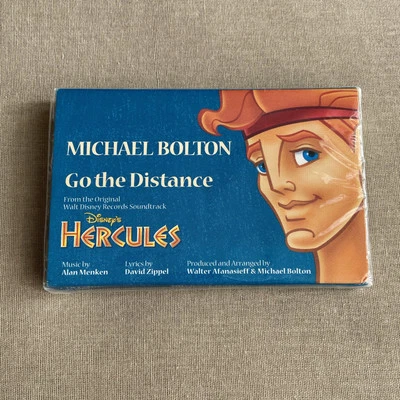 MICHAEL BOLTON
Go the Distance
From the Original
Walt Disney Records Soundtrack
Disney's
HERCULES
Music by
Alan Menken
Lyrics by
David Zippel
Produced and Arranged by
Walter Afanasieff & Michael Bolton